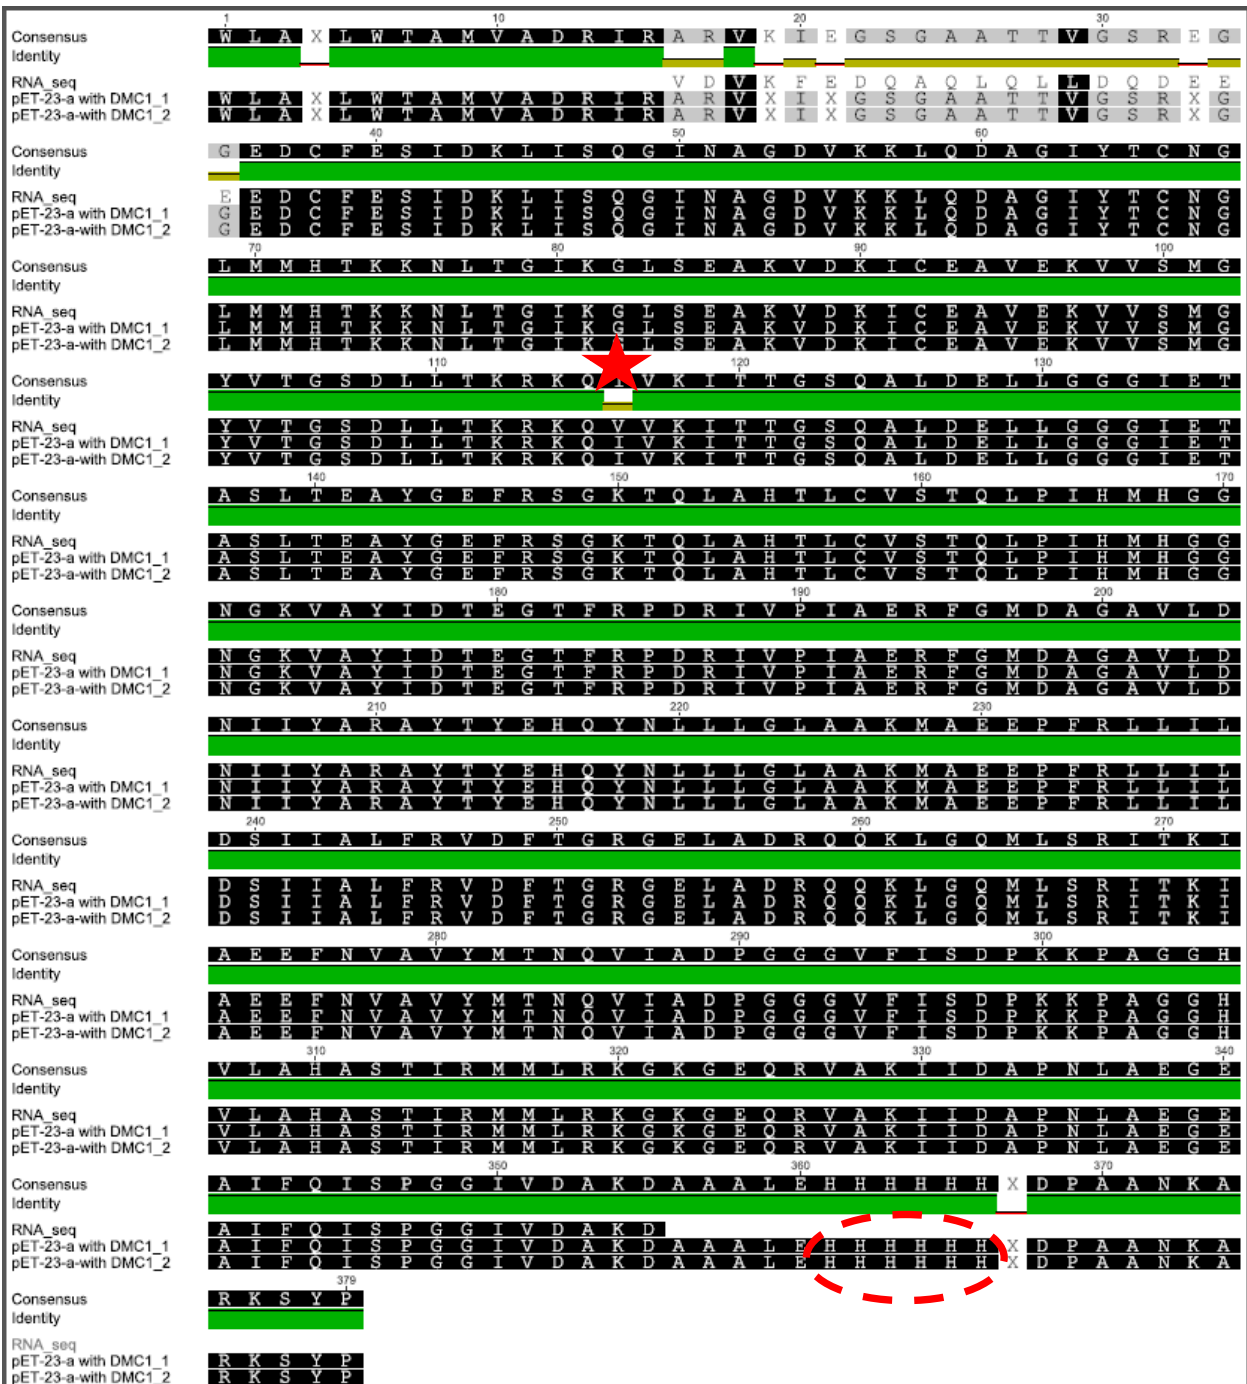 1 10 20 30
Consensus W L A X L W T A M V A D R I R A R V K I E G S G A A T T V G S R E G
Identity
RNA_seq V D V K F E D Q A Q L Q L L D Q D E E
pET-23-a with DMC1_1 W L A X L W T A M V A D R I R A R V X I X G S G A A T T V G S R X G
pET-23-a-with DMC1_2 W L A X L W T A M V A D R I R A R V X I X G S G A A T T V G S R X G
40 50 60
Consensus G E D C F E S I D K L I S Q G I N A G D V K K L Q D A G I Y T C N G
Identity
RNA_seq E E D C F E S I D K L I S Q G I N A G D V K K L Q D A G I Y T C N G
pET-23-a with DMC1_1 G E D C F E S I D K L I S Q G I N A G D V K K L Q D A G I Y T C N G
pET-23-a-with DMC1_2 G E D C F E S I D K L I S Q G I N A G D V K K L Q D A G I Y T C N G
70 80 90 100
Consensus L M M H T K K N L T G I K G L S E A K V D K I C E A V E K V V S M G
Identity
RNA_seq L M M H T K K N L T G I K G L S E A K V D K I C E A V E K V V S M G
pET-23-a with DMC1_1 L M M H T K K N L T G I K G L S E A K V D K I C E A V E K V V S M G
pET-23-a-with DMC1_2 L M M H T K K N L T G I K L S E A K V D K I C E A V E K V V S M G
110 120 130
Consensus Y V T G S D L L T K R K Q I V K I T T G S Q A L D E L L G G G I E T
Identity
RNA_seq Y V T G S D L L T K R K Q V V K I T T G S Q A L D E L L G G G I E T
pET-23-a with DMC1_1 Y V T G S D L L T K R K Q I V K I T T G S Q A L D E L L G G G I E T
pET-23-a-with DMC1_2 Y V T G S D L L T K R K Q I V K I T T G S Q A L D E L L G G G I E T
140 150 160 170
Consensus A S L T E A Y G E F R S G K T Q L A H T L C V S T Q L P I H M H G G
Identity
RNA_seq A S L T E A Y G E F R S G K T Q L A H T L C V S T Q L P I H M H G G
pET-23-a with DMC1_1 A S L T E A Y G E F R S G K T Q L A H T L C V S T Q L P I H M H G G
pET-23-a-with DMC1_2 A S L T E A Y G E F R S G K T Q L A H T L C V S T Q L P I H M H G G
180 190 200
Consensus N G K V A Y I D T E G T F R P D R I V P I A E R F G M D A G A V L D
Identity
RNA_seq N G K V A Y I D T E G T F R P D R I V P I A E R F G M D A G A V L D
pET-23-a with DMC1_1 N G K V A Y I D T E G T F R P D R I V P I A E R F G M D A G A V L D
pET-23-a-with DMC1_2 N G K V A Y I D T E G T F R P D R I V P I A E R F G M D A G A V L D
210 220 230
Consensus N I I Y A R A Y T Y E H Q Y N L L L G L A A K M A E E P F R L L I L
Identity
RNA_seq N I I Y A R A Y T Y E H Q Y N L L L G L A A K M A E E P F R L L I L
pET-23-a with DMC1_1 N I I Y A R A Y T Y E H Q Y N L L L G L A A K M A E E P F R L L I L
pET-23-a-with DMC1_2 N I I Y A R A Y T Y E H Q Y N L L L G L A A K M A E E P F R L L I L
240 250 260 270
Consensus D S I I A L F R V D F T G R G E L A D R Q Q K L G Q M L S R I T K I
Identity
RNA_seq D S I I A L F R V D F T G R G E L A D R Q Q K L G Q M L S R I T K I
pET-23-a with DMC1_1 D S I I A L F R V D F T G R G E L A D R Q Q K L G Q M L S R I T K I
pET-23-a-with DMC1_2 D S I I A L F R V D F T G R G E L A D R Q Q K L G Q M L S R I T K I
280 290 300
Consensus A E E F N V A V Y M T N Q V I A D P G G G V F I S D P K K P A G G H
Identity
RNA_seq A E E F N V A V Y M T N Q V I A D P G G G V F I S D P K K P A G G H
pET-23-a with DMC1_1 A E E F N V A V Y M T N Q V I A D P G G G V F I S D P K K P A G G H
pET-23-a-with DMC1_2 A E E F N V A V Y M T N Q V I A D P G G G V F I S D P K K P A G G H
310 320 330 340
Consensus V L A H A S T I R M M L R K G K G E Q R V A K I I D A P N L A E G E
Identity
RNA_seq V L A H A S T I R M M L R K G K G E Q R V A K I I D A P N L A E G E
pET-23-a with DMC1_1 V L A H A S T I R M M L R K G K G E Q R V A K I I D A P N L A E G E
pET-23-a-with DMC1_2 V L A H A S T I R M M L R K G K G E Q R V A K I I D A P N L A E G E
350 360 370
Consensus A I F Q I S P G G I V D A K D A A A L E H H H H H H X D P A A N K A
Identity
RNA_seq A I F Q I S P G G I V D A K D
pET-23-a with DMC1_1 A I F Q I S P G G I V D A K D A A A L E H H H H H H X D P A A N K A
pET-23-a-with DMC1_2 A I F Q I S P G G I V D A K D A A A L E H H H H H H X D P A A N K A
379
Consensus R K S Y P
Identity
RNA_seq
pET-23-a with DMC1_1 R K S Y P
pET-23-a-with DMC1_2 R K S Y P